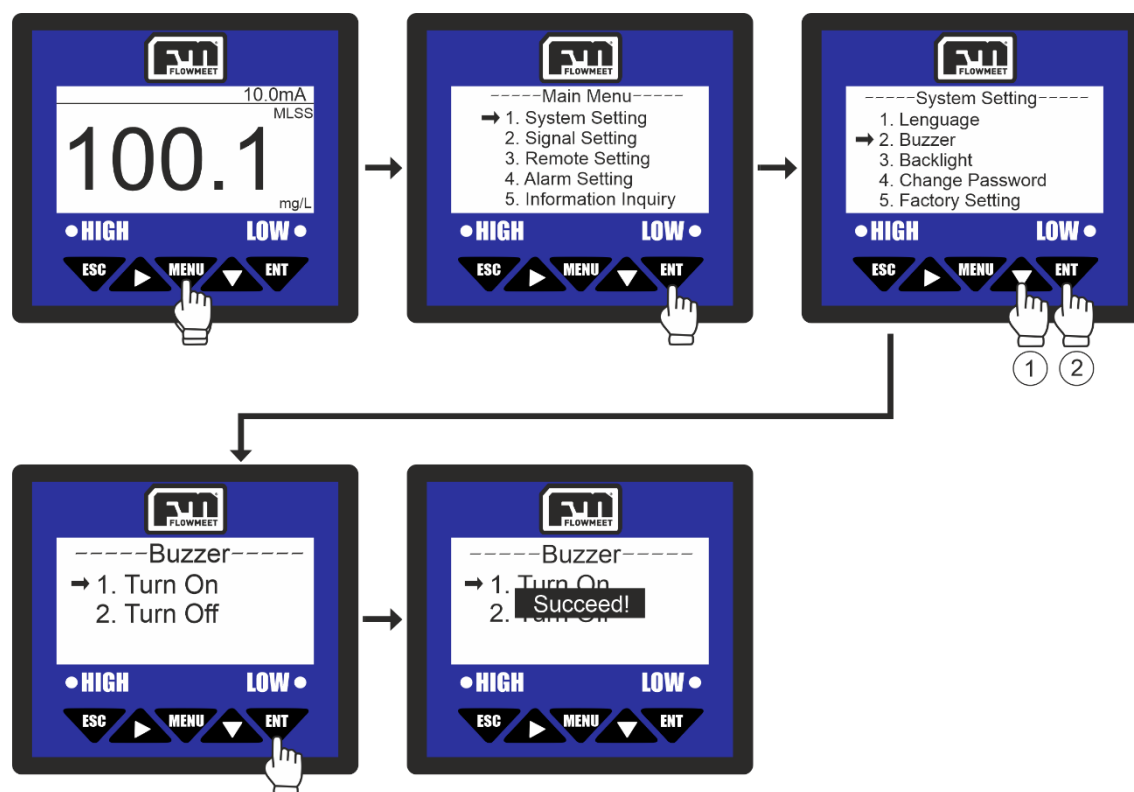 FLOWMEET
10.0mA
MLSS
100.1
mg/L
HIGH LOW
ESC MENU ENT
FLOWMEET
-----Main Menu-----
1. System Setting
2. Signal Setting
3. Remote Setting
4. Alarm Setting
5. Information Inquiry
HIGH LOW
ESC MENU ENT
FLOWMEET
-----System Setting-----
1. Lenguage
2. Buzzer
3. Backlight
4. Change Password
5. Factory Setting
HIGH LOW
ESC MENU ENT
1 2
FLOWMEET
-----Buzzer-----
1. Turn On
2. Turn Off
HIGH LOW
ESC MENU ENT
FLOWMEET
-----Buzzer-----
1. Turn On
Succeed!
2. Turn Off
HIGH LOW
ESC MENU ENT